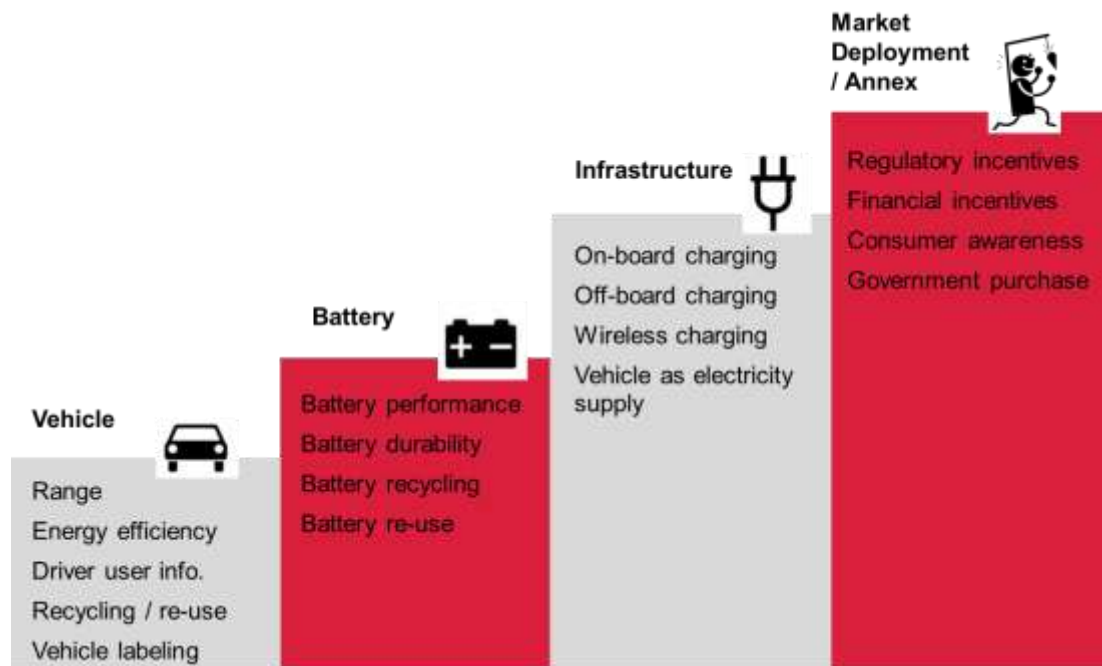 Vehicle
Range
Energy efficiency
Driver user info.
Recycling / re-use
Vehicle labeling
Battery
Battery performance
Battery durability
Battery recycling
Battery re-use
Infrastructure
On-board charging
Off-board charging
Wireless charging
Vehicle as electricity
supply
Market
Deployment
/ Annex
Regulatory incentives
Financial incentives
Consumer awareness
Government purchase